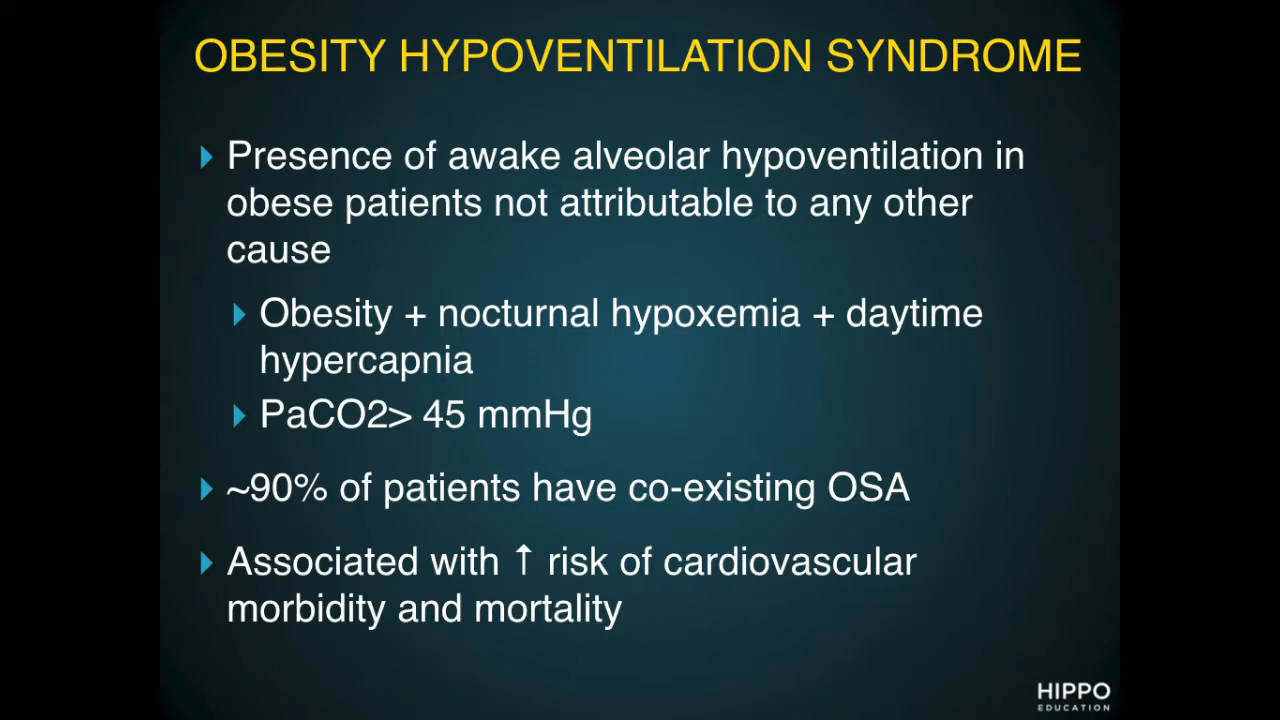 OBESITY HYPOVENTILATION SYNDROME
Presence of awake alveolar hypoventilation in
obese patients not attributable to any other
cause
Obesity + nocturnal hypoxemia + daytime
hypercapnia
PaCO2> 45 mmHg
~90% of patients have co-existing OSA
Associated with ↑ risk of cardiovascular
morbidity and mortality
HIPPO
EDUCATION